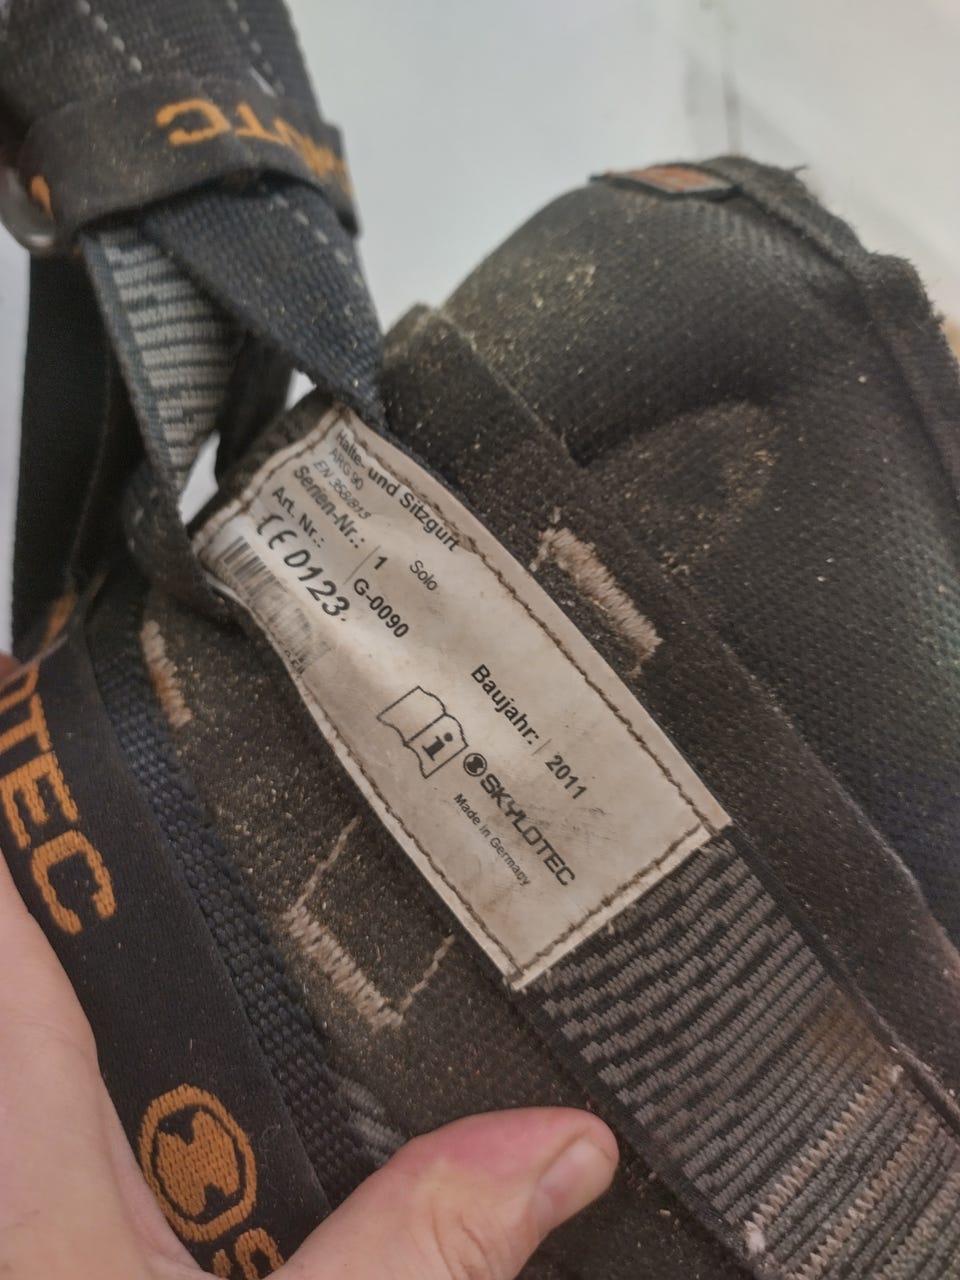 Halte- und Sitzgurt
ARG 90 Solo
EN 358/813
Serien-Nr.: 1
Art. Nr.: G-0090
CE 0123
Baujahr: 2011
i
SKYLOTEC
Made in Germany
OTEC
S